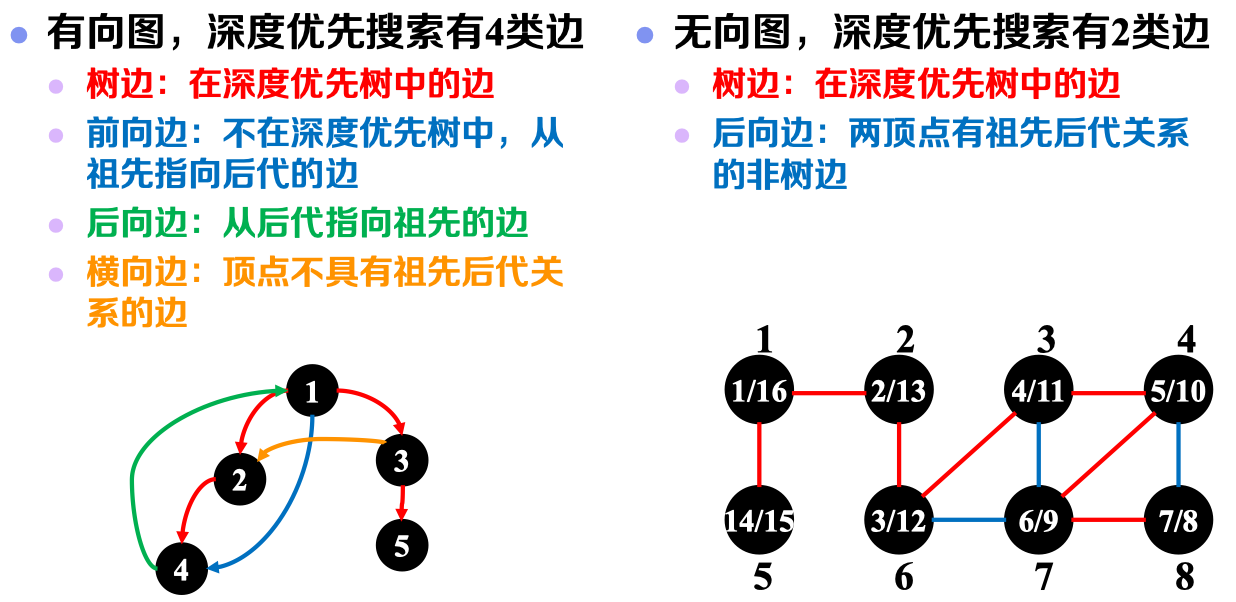 有向图，深度优先搜索有4类边
树边：在深度优先树中的边
前向边：不在深度优先树中，从
祖先指向后代的边
后向边：从后代指向祖先的边
横向边：顶点不具有祖先后代关
系的边
1
2
3
4
5
无向图，深度优先搜索有2类边
树边：在深度优先树中的边
后向边：两顶点有祖先后代关系
的非树边
1 2 3 4
1/16 2/13 4/11 5/10
14/15 3/12 6/9 7/8
5 6 7 8